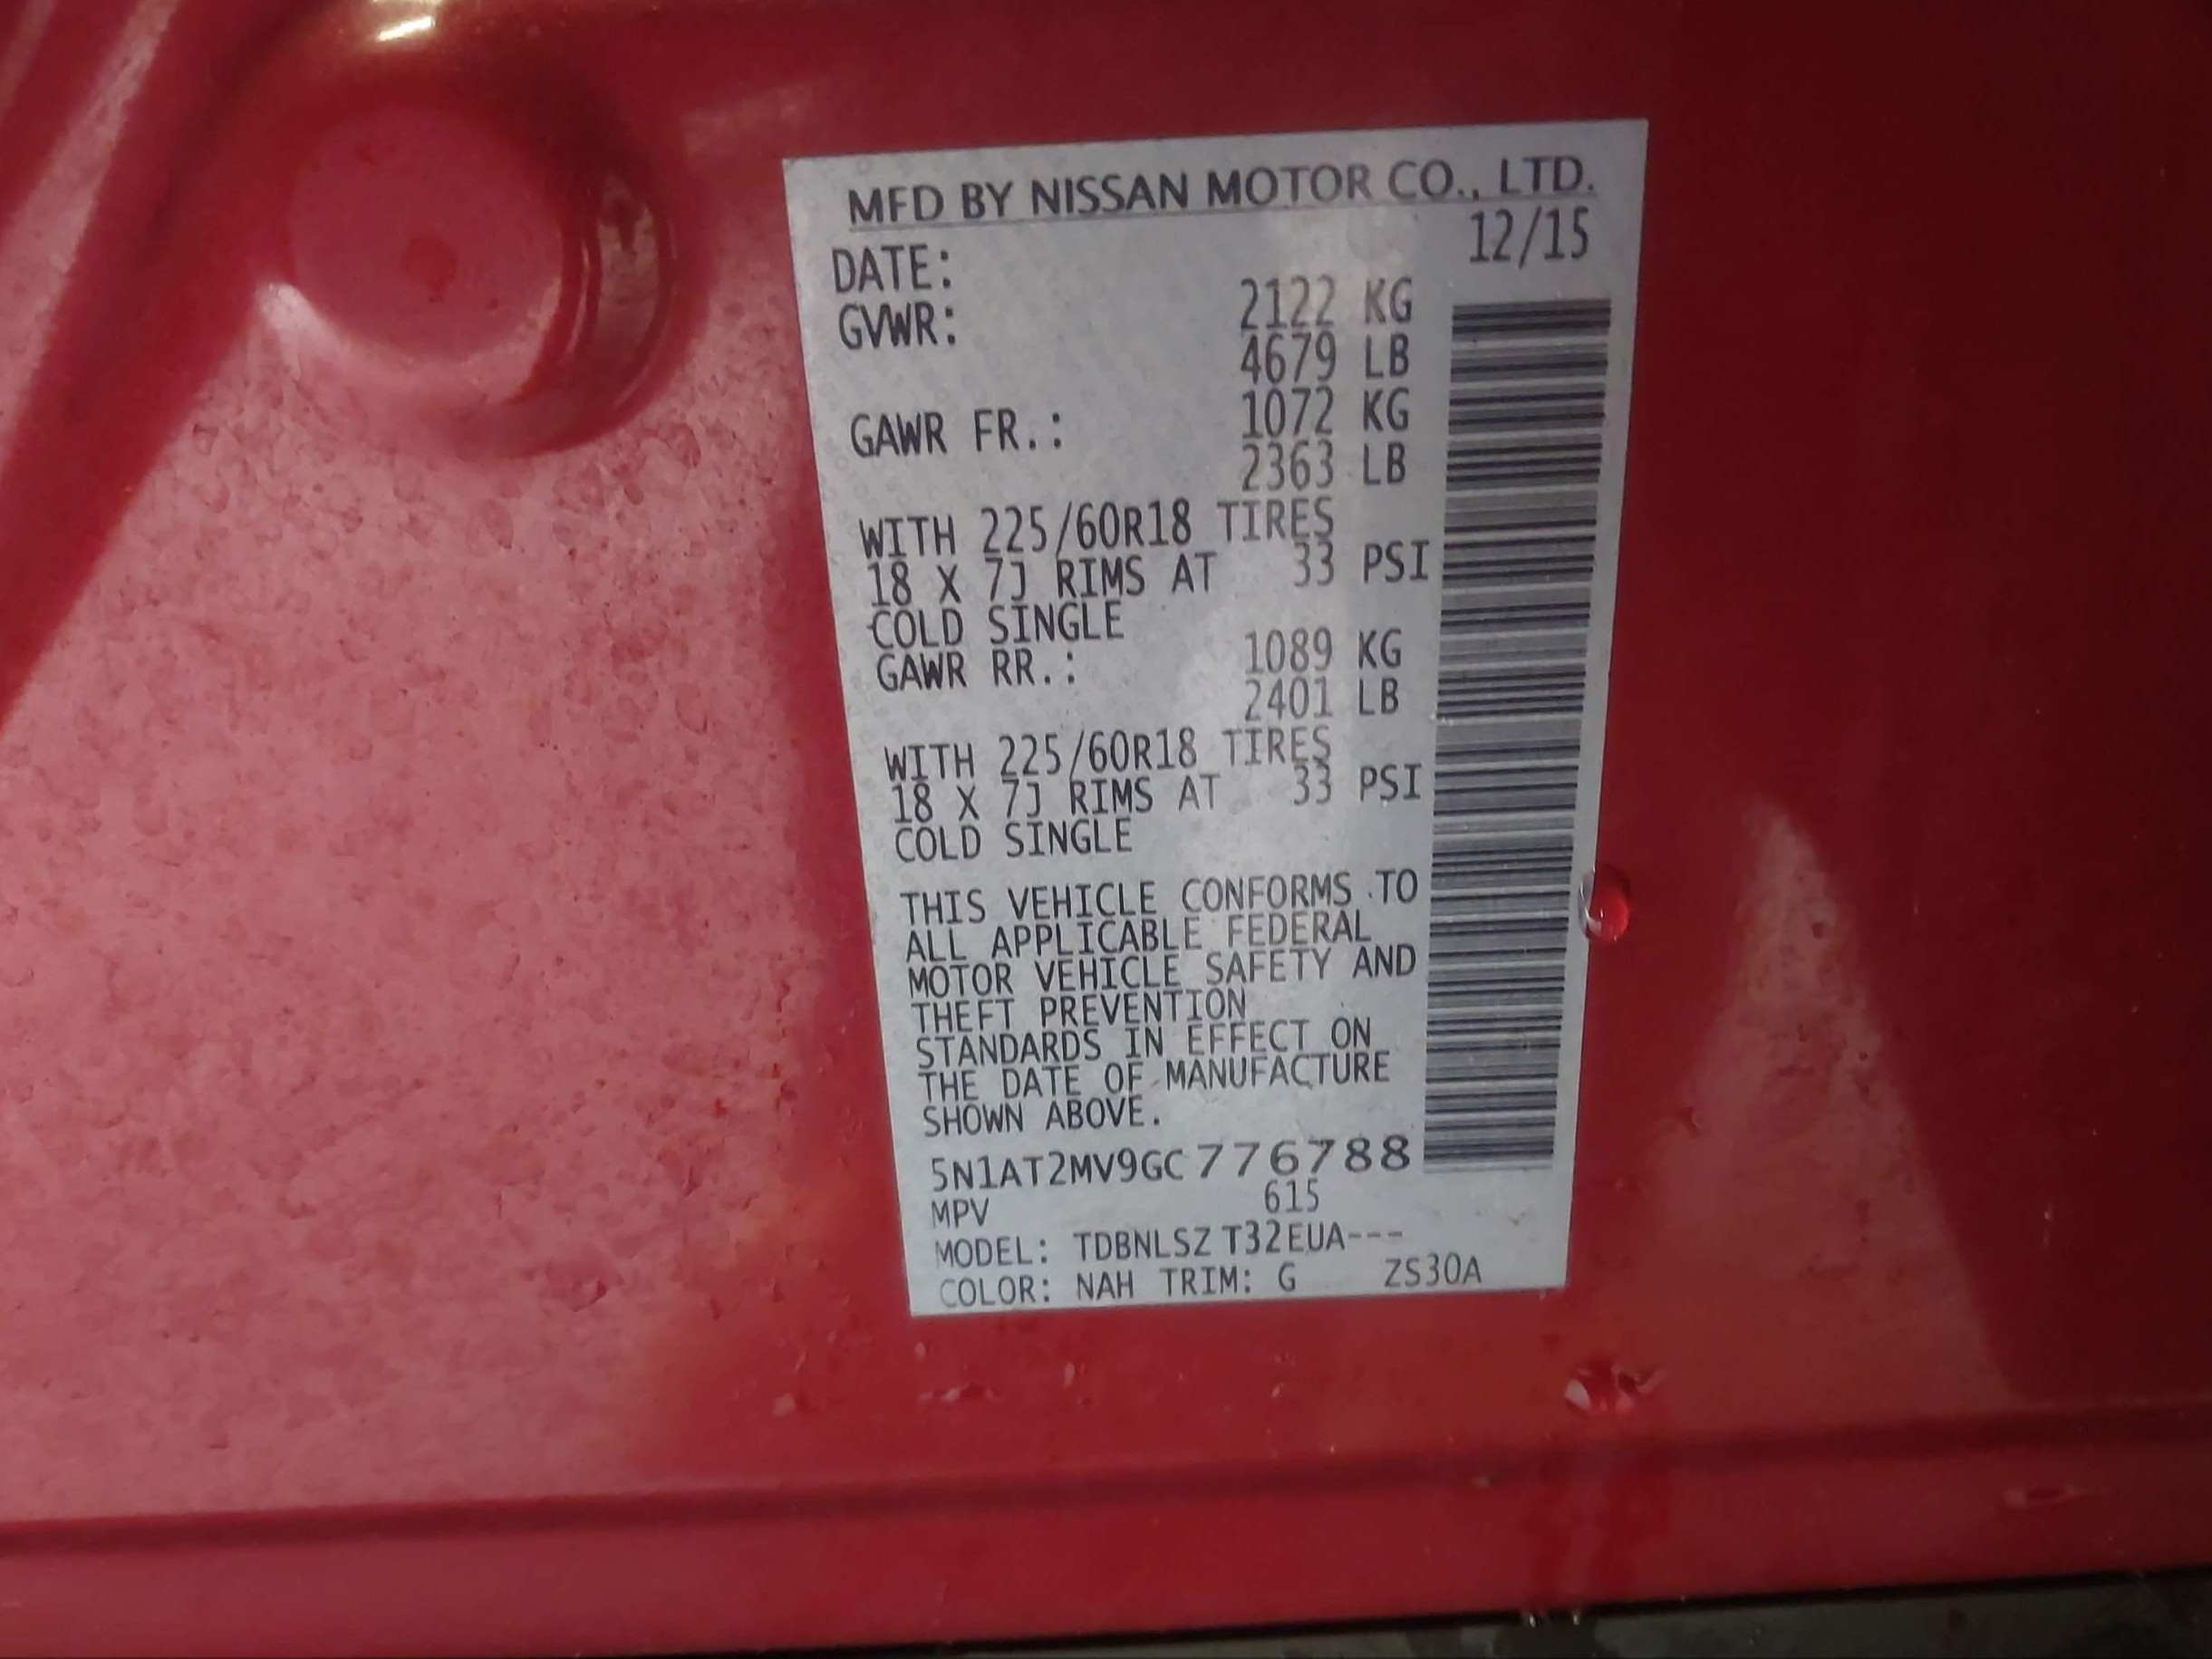 MFD BY NISSAN MOTOR CO., LTD.
DATE: 12/15
GVWR: 2122 KG
4679 LB
GAWR FR.: 1072 KG
2363 LB
WITH 225/60R18 TIRES
18 X 7J RIMS AT 33 PSI
COLD SINGLE
GAWR RR.: 1089 KG
2401 LB
WITH 225/60R18 TIRES
18 X 7J RIMS AT 33 PSI
COLD SINGLE
THIS VEHICLE CONFORMS TO
ALL APPLICABLE FEDERAL
MOTOR VEHICLE SAFETY AND
THEFT PREVENTION
STANDARDS IN EFFECT ON
THE DATE OF MANUFACTURE
SHOWN ABOVE.
5N1AT2MV9GC776788
MPV 615
MODEL: TDBNLSZ T32EUA---
COLOR: NAH TRIM: G ZS30A